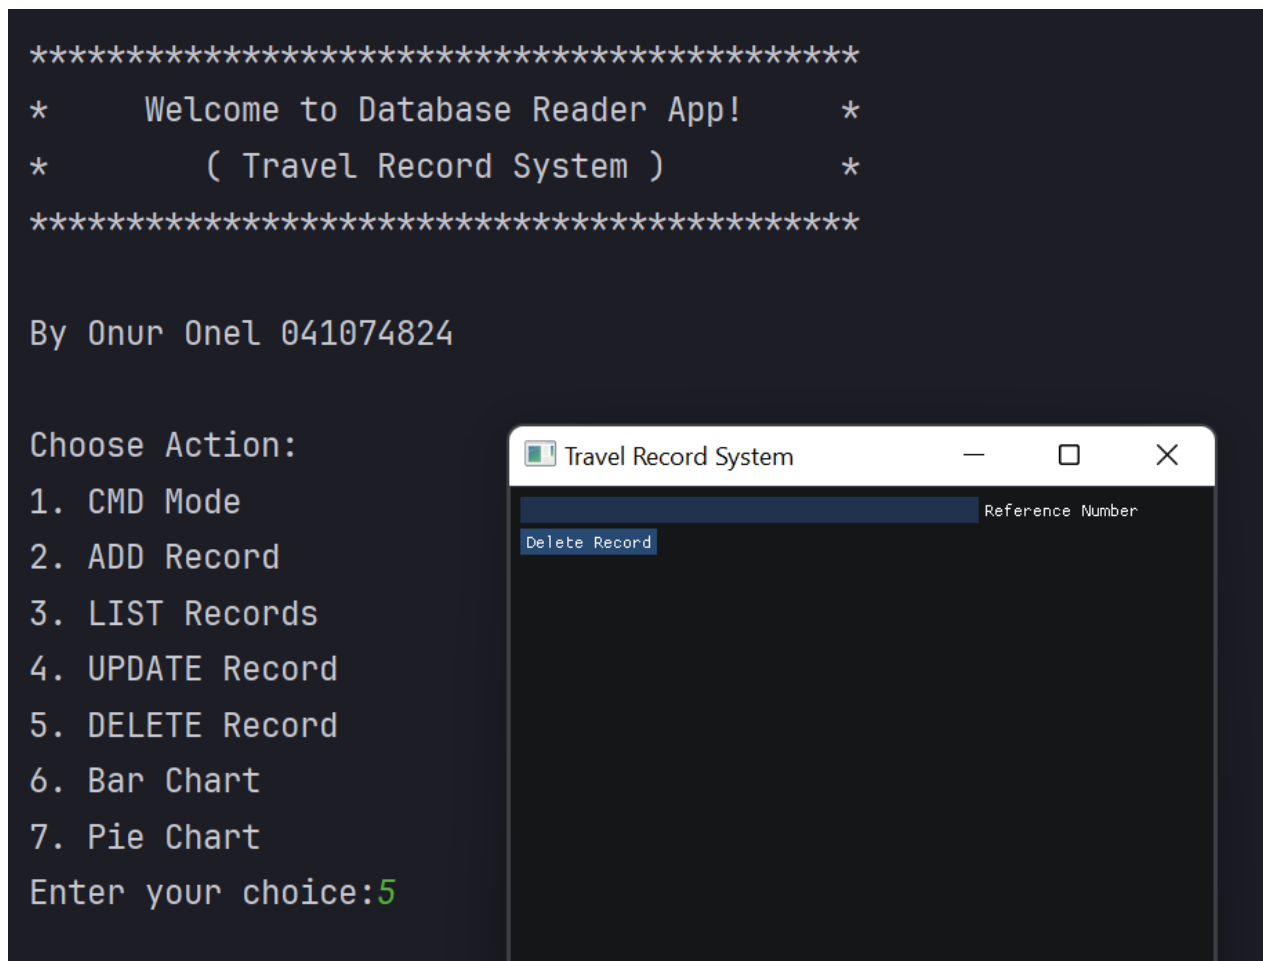 *******************************************
*     Welcome to Database Reader App!     *
*        ( Travel Record System )         *
*******************************************
By Onur Onel 041074824
Choose Action:
1. CMD Mode
2. ADD Record
3. LIST Records
4. UPDATE Record
5. DELETE Record
6. Bar Chart
7. Pie Chart
Enter your choice:5
Travel Record System
Reference Number
Delete Record